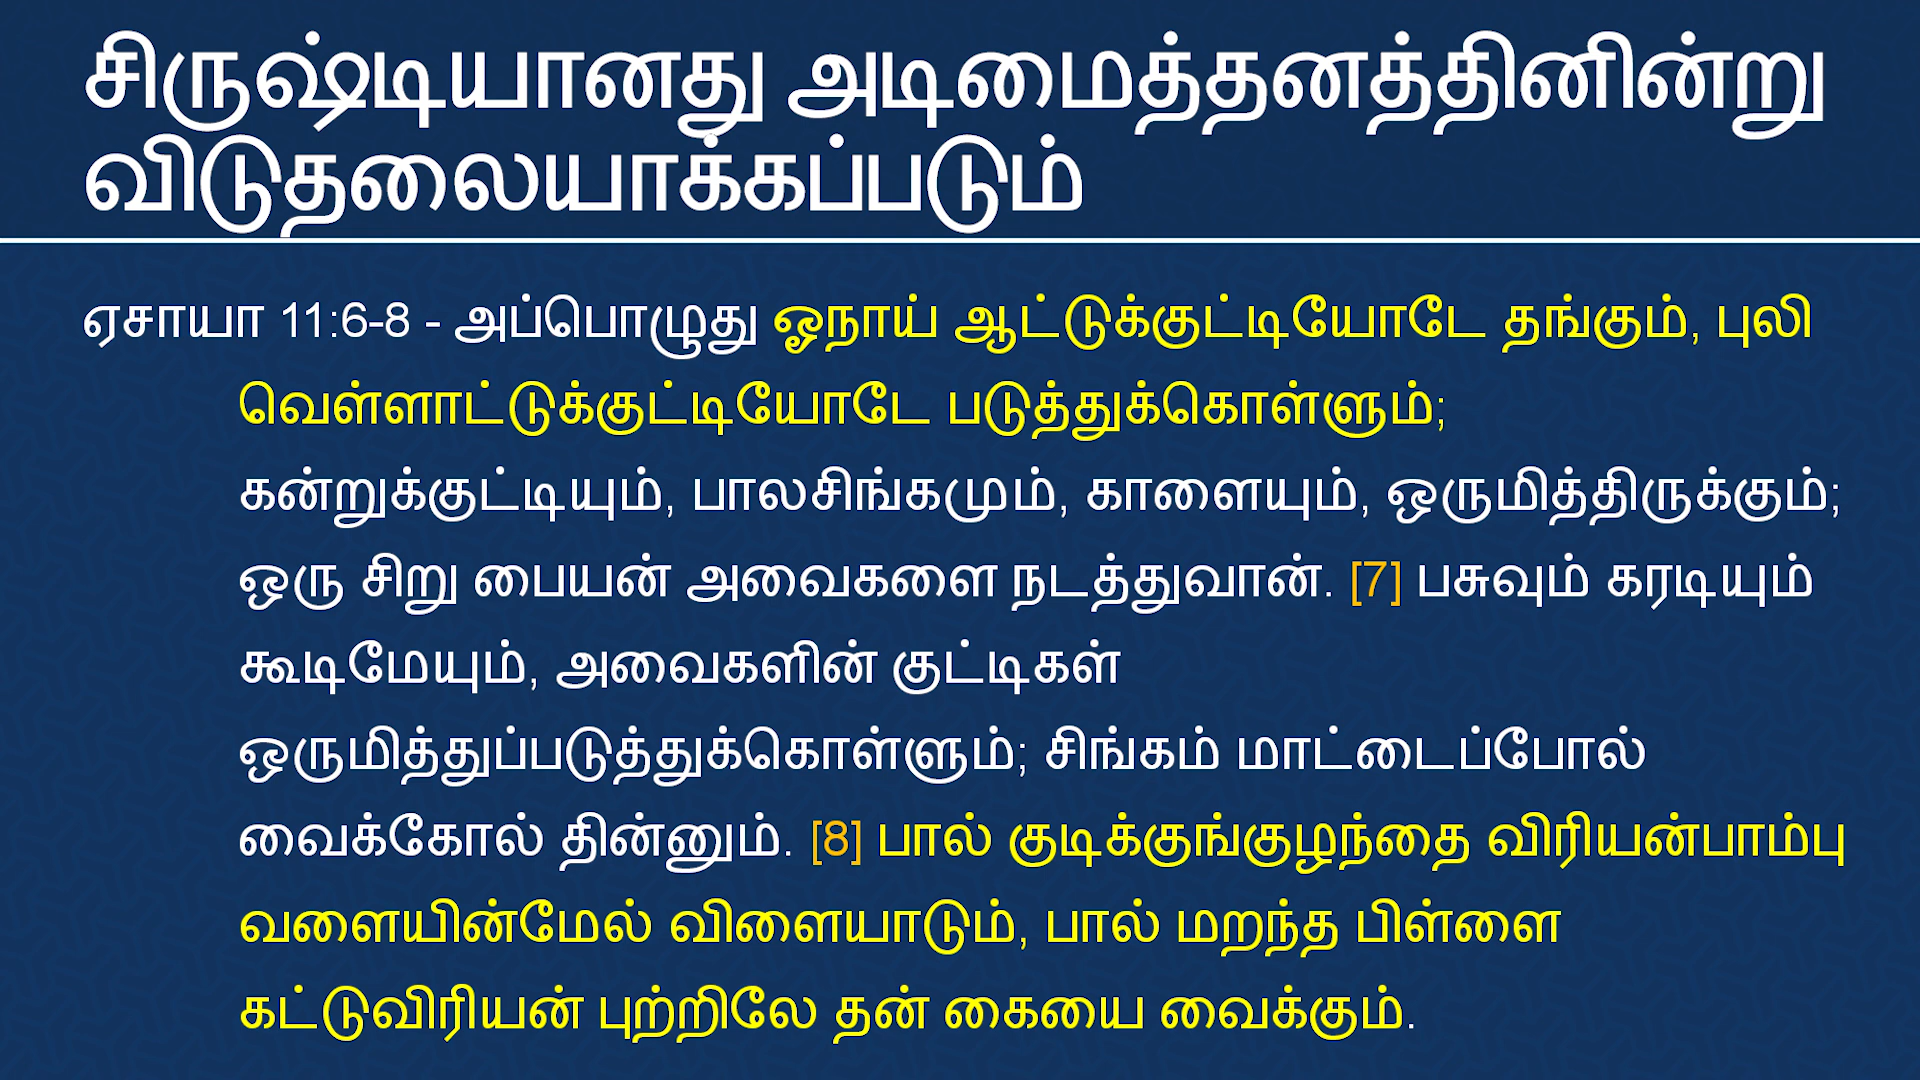 சிருஷ்டியானது அடிமைத்தனத்தினின்று
விடுதலையாக்கப்படும்
ஏசாயா 11:6-8 - அப்பொழுது ஓநாய் ஆட்டுக்குட்டியோடே தங்கும், புலி
வெள்ளாட்டுக்குட்டியோடே படுத்துக்கொள்ளும்;
கன்றுக்குட்டியும், பாலசிங்கமும், காளையும், ஒருமித்திருக்கும்;
ஒரு சிறு பையன் அவைகளை நடத்துவான். [7] பசுவும் கரடியும்
கூடிமேயும், அவைகளின் குட்டிகள்
ஒருமித்துப்படுத்துக்கொள்ளும்; சிங்கம் மாட்டைப்போல்
வைக்கோல் தின்னும். [8] பால் குடிக்குங்குழந்தை விரியன்பாம்பு
வளையின்மேல் விளையாடும், பால் மறந்த பிள்ளை
கட்டுவிரியன் புற்றிலே தன் கையை வைக்கும்.